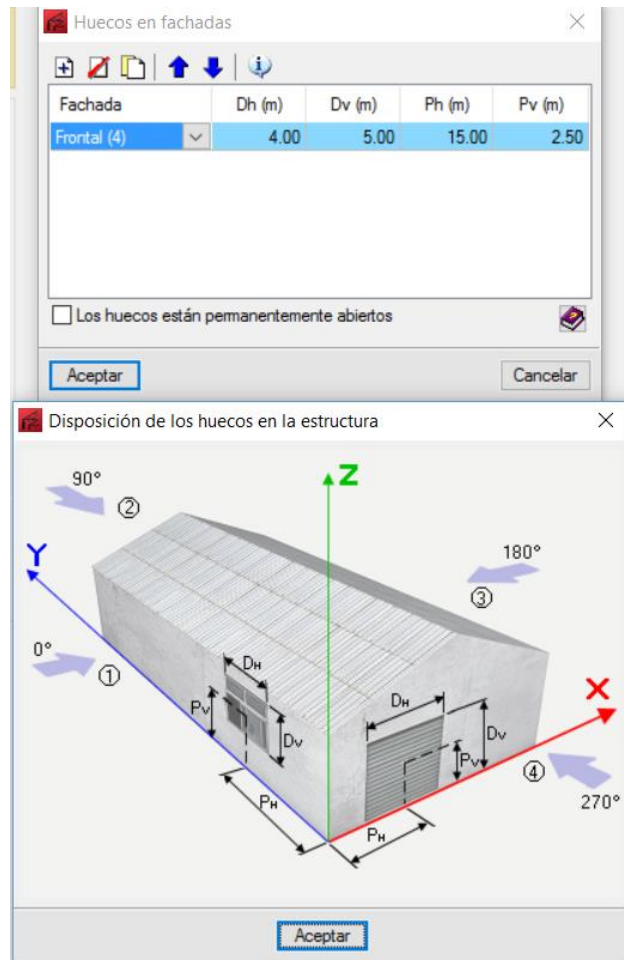 Huecos en fachadas
Fachada Dh (m) Dv (m) Ph (m) Pv (m)
Frontal (4) 4.00 5.00 15.00 2.50
Los huecos están permanentemente abiertos
Aceptar Cancelar
Disposición de los huecos en la estructura
90°
②
Z
Y
180°
③
0°
①
DH
PV
DV
PH
X
DH
DV
PV
④
PH
270°
Aceptar